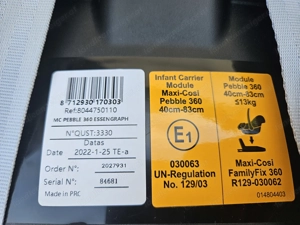 8 712930 170303 >
Ref:8044750110
MC PEBBLE 360 ESSENGRAPH
N°QUST:3330
Datas
Date 2022-1-25 TE-a
Order N°: 2027931
Serial N°: 84681
Made in PRC
Infant Carrier
Module
Maxi-Cosi
Pebble 360
40cm-83cm
E1
030063
UN-Regulation
No. 129/03
Module
Pebble 360
40cm-83cm
≤13kg
Maxi-Cosi
FamilyFix 360
R129-030062
014804403